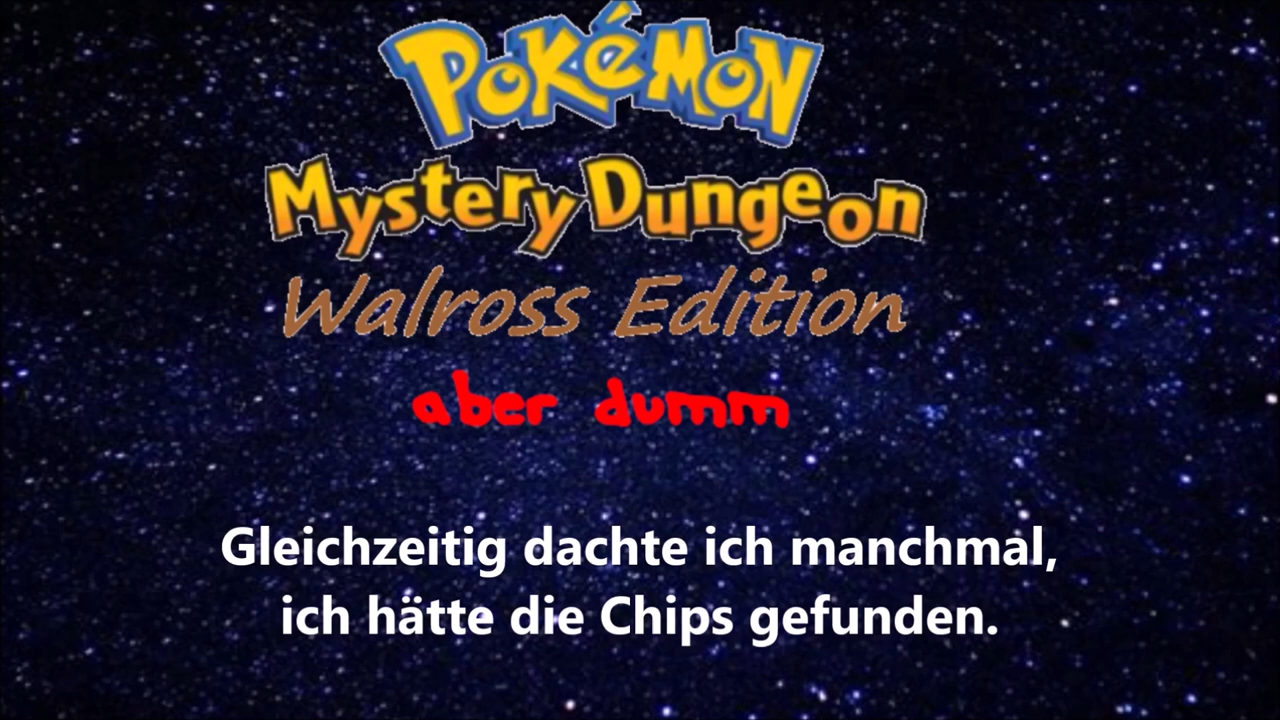 POKéMON
Mystery Dungeon
Walross Edition
aber dumm
Gleichzeitig dachte ich manchmal,
ich hätte die Chips gefunden.